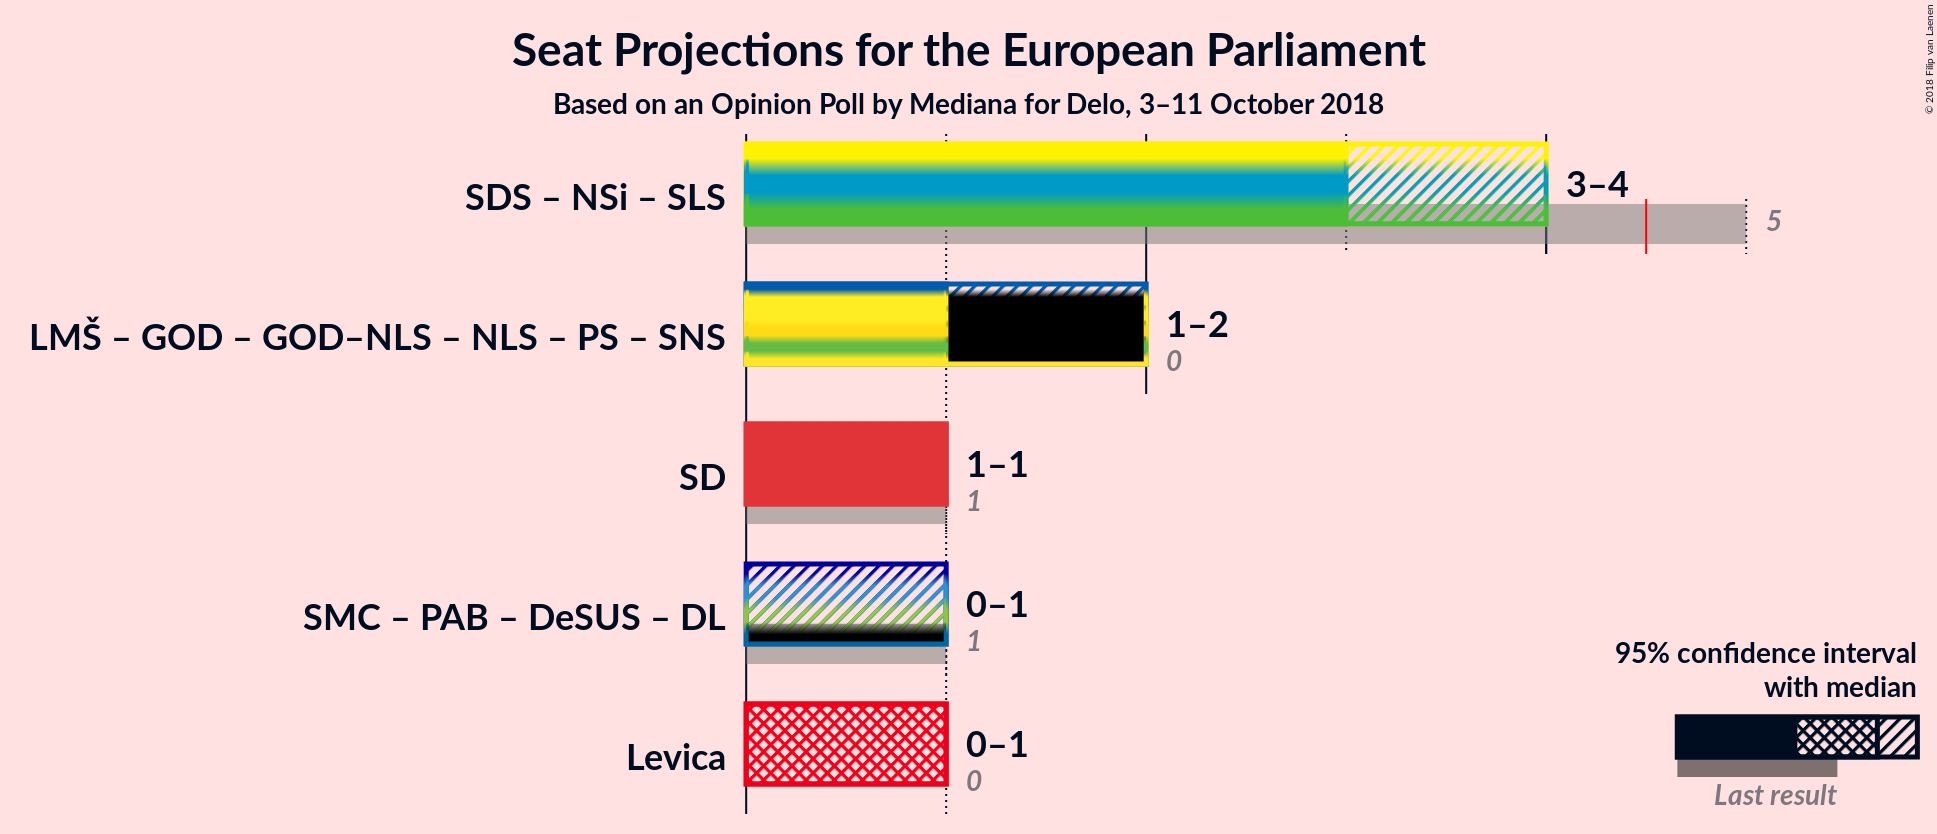 Seat Projections for the European Parliament
Based on an Opinion Poll by Mediana for Delo, 3–11 October 2018
© 2018 Filip van Laenen
SDS – NSi – SLS
3–4
5
LMŠ – GOD – GOD–NLS – NLS – PS – SNS
1–2
0
SD
1–1
1
SMC – PAB – DeSUS – DL
0–1
1
Levica
0–1
0
95% confidence interval
with median
Last result